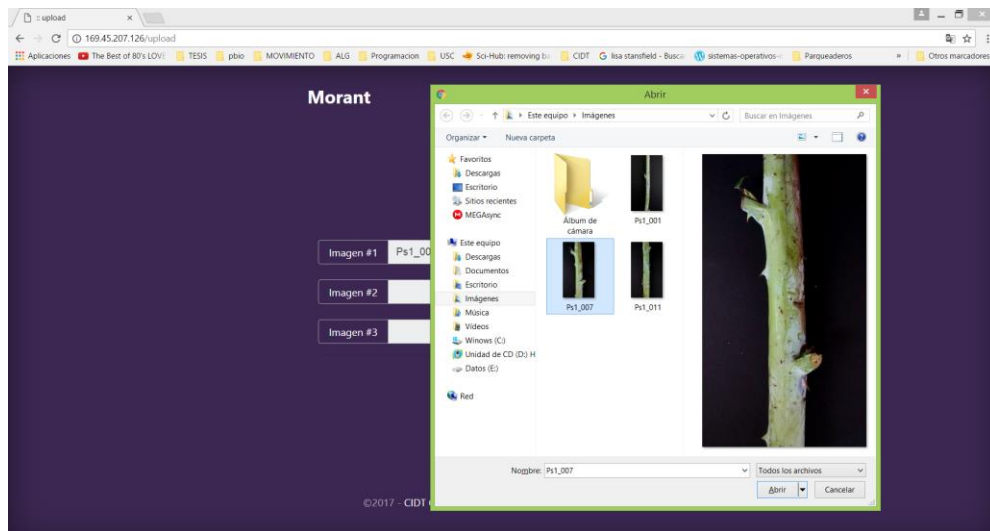 :: upload
169.45.207.126/upload
Aplicaciones The Best of 80's LOVE TESIS pbio MOVIMIENTO ALG Programacion USC Sci-Hub: removing ba CIDT lisa stansfield - Busca sistemas-operativos- Parqueaderos » Otros marcadores
Morant
Imagen #1 Ps1_00
Imagen #2
Imagen #3
©2017 - CIDT
Abrir
Este equipo Imágenes Buscar en Imágenes
Organizar Nueva carpeta
Favoritos
Descargas
Escritorio
Sitios recientes
MEGAsync
Este equipo
Descargas
Documentos
Escritorio
Imágenes
Música
Vídeos
Winows (C:)
Unidad de CD (D:) H
Datos (E:)
Red
Álbum de
cámara
Ps1_001
Ps1_007
Ps1_011
Nombre: Ps1_007 Todos los archivos
Abrir Cancelar